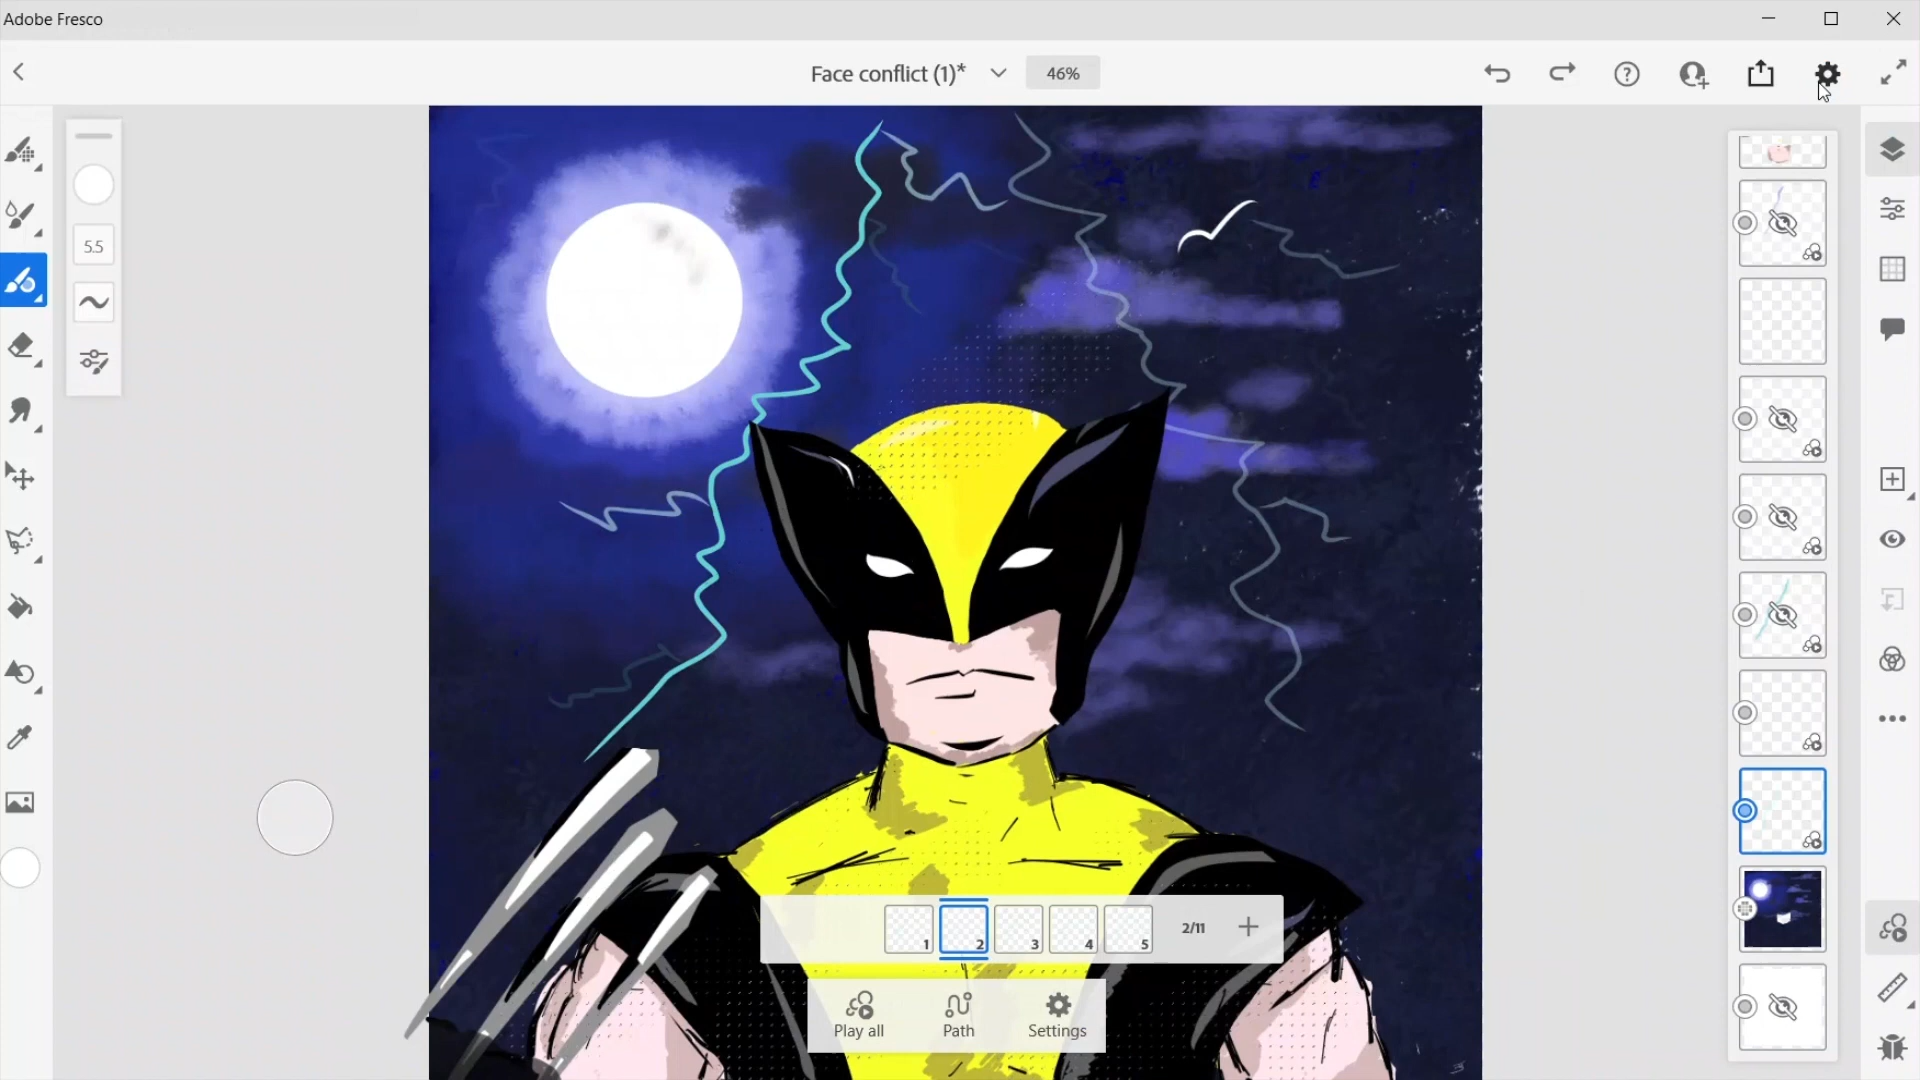 Adobe Fresco
Face conflict (1)*
46%
5.5
1
2
3
4
5
2/11
Play all
Path
Settings